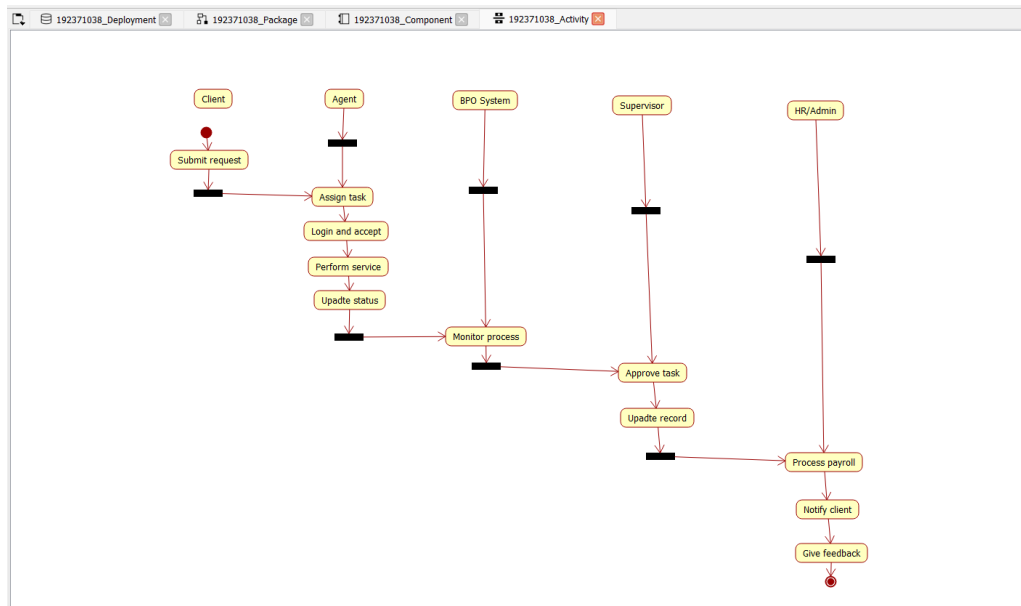 192371038_Deployment
192371038_Package
192371038_Component
192371038_Activity
Client
Agent
BPO System
Supervisor
HR/Admin
Submit request
Assign task
Login and accept
Perform service
Upadte status
Monitor process
Approve task
Upadte record
Process payroll
Notify client
Give feedback